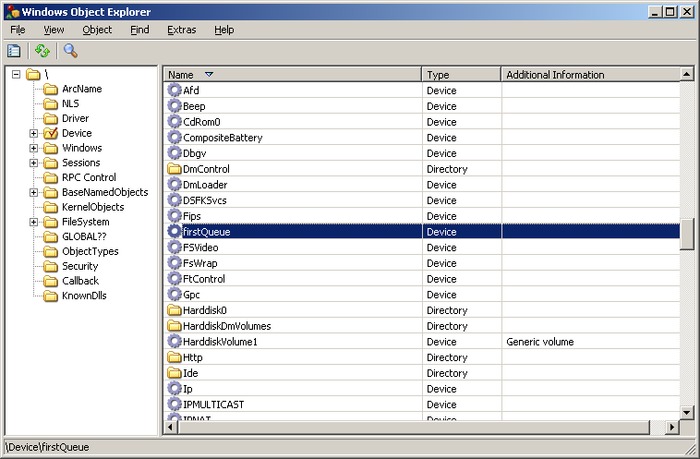 Windows Object Explorer
File View Object Find Extras Help
\
ArcName
NLS
Driver
Device
Windows
Sessions
RPC Control
BaseNamedObjects
KernelObjects
FileSystem
GLOBAL??
ObjectTypes
Security
Callback
KnownDlls
Name Type Additional Information
Afd Device
Beep Device
CdRom0 Device
CompositeBattery Device
Dbgv Device
DmControl Directory
DmLoader Device
DSFKSvcs Device
Fips Device
firstQueue Device
FSVideo Device
FsWrap Device
FtControl Device
Gpc Device
Harddisk0 Directory
HarddiskDmVolumes Directory
HarddiskVolume1 Device Generic volume
Http Directory
Ide Directory
Ip Device
IPMULTICAST Device
IPNAT Device
\Device\firstQueue